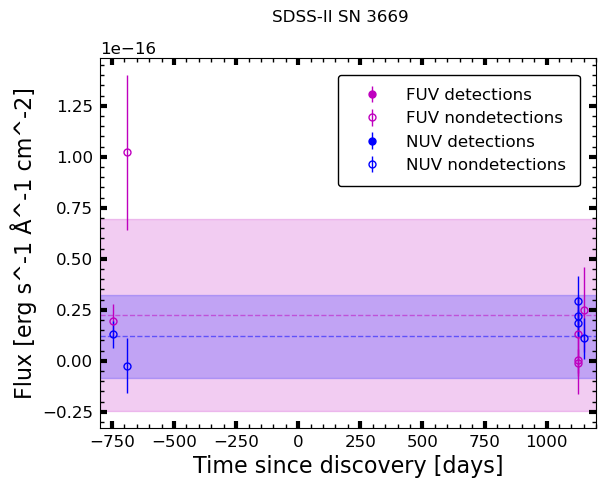 SDSS-II SN 3669
1e−16
FUV detections
FUV nondetections
NUV detections
NUV nondetections
1.25
1.00
0.75
0.50
0.25
0.00
−0.25
Flux [erg s^-1 Å^-1 cm^-2]
−750 −500 −250 0 250 500 750 1000
Time since discovery [days]